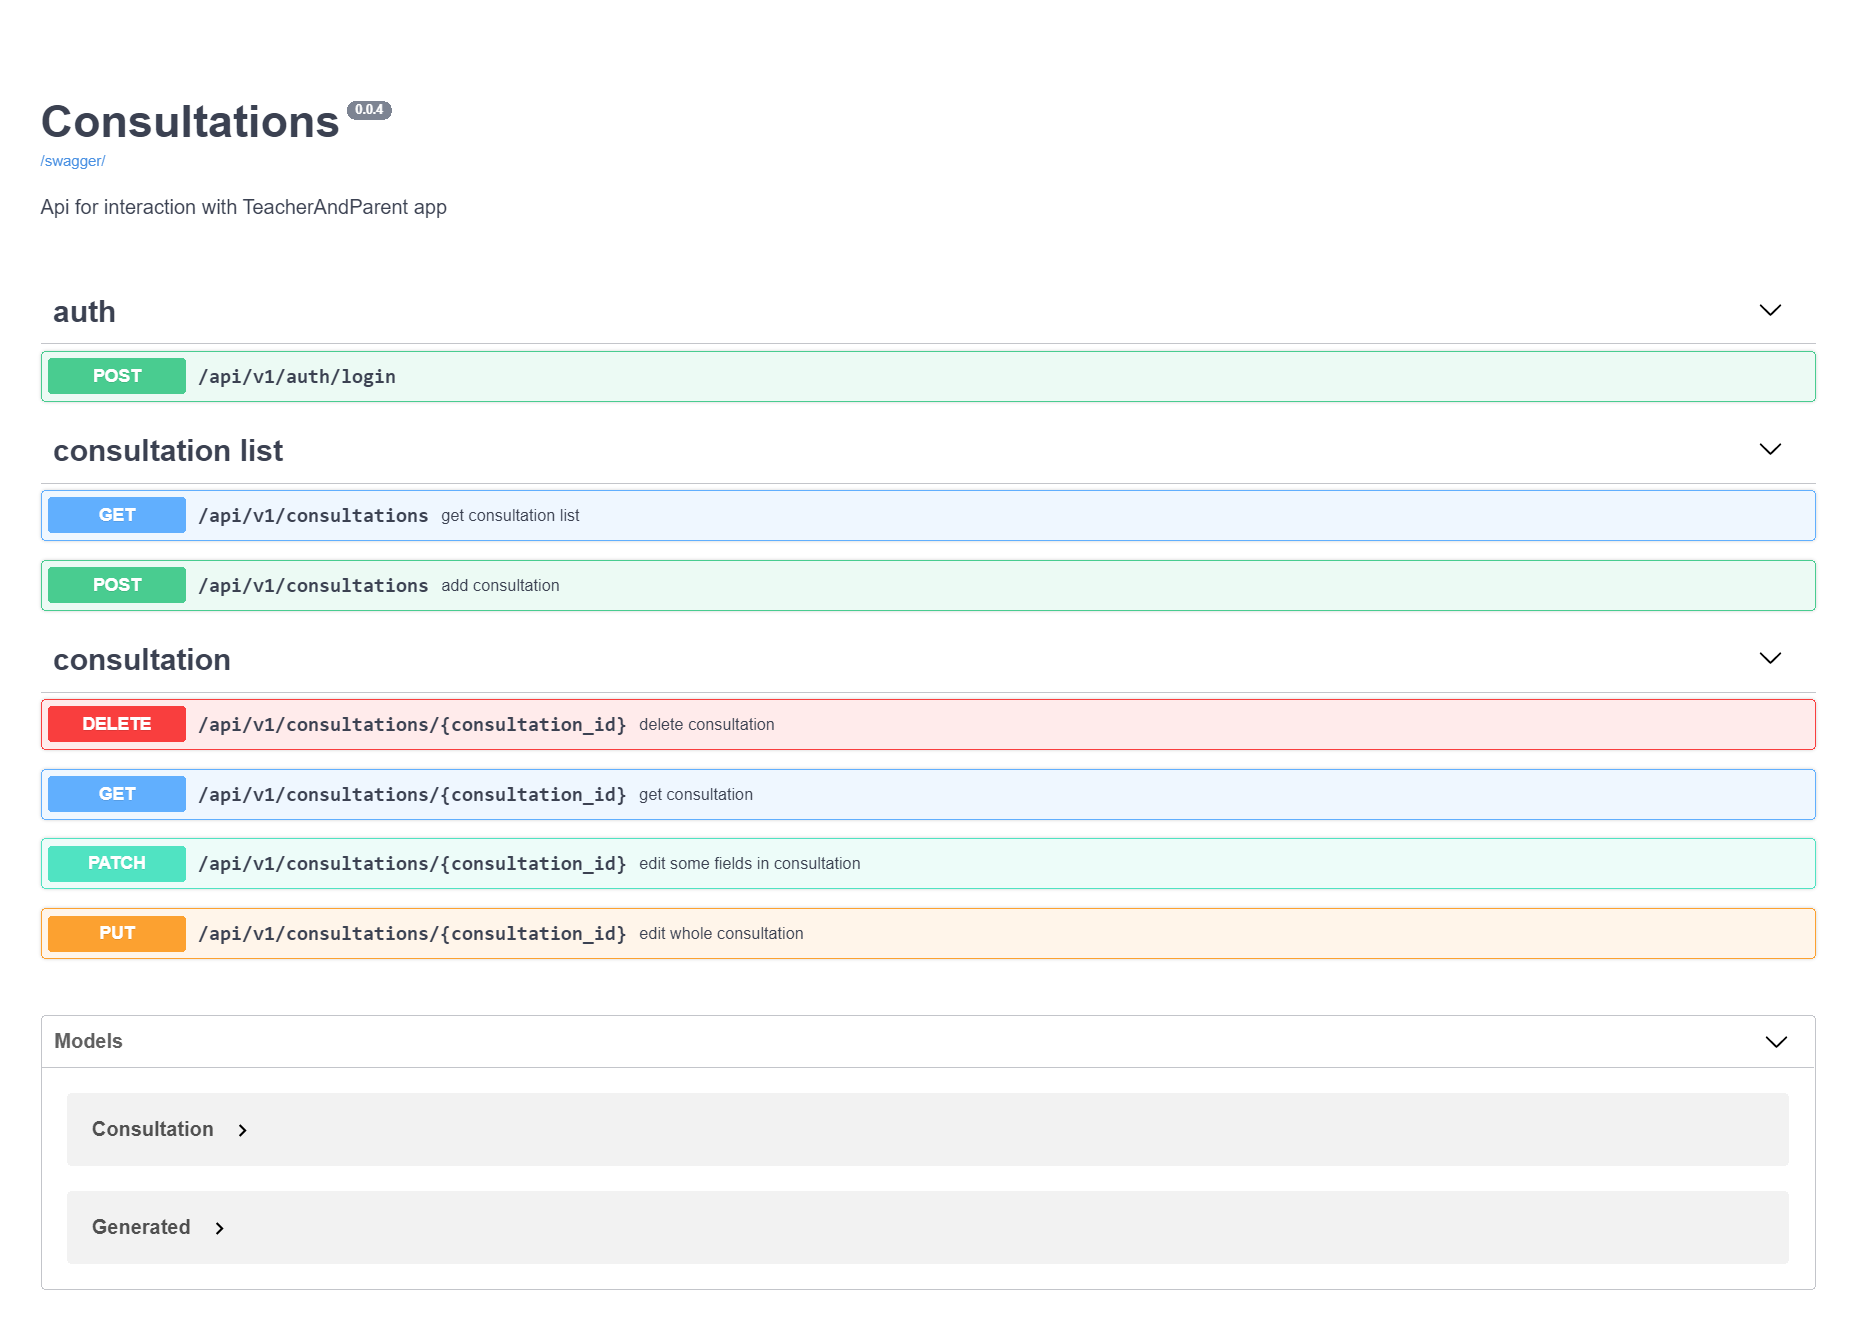 Consultations 0.0.4
/swagger/
Api for interaction with TeacherAndParent app
auth
POST /api/v1/auth/login
consultation list
GET /api/v1/consultations get consultation list
POST /api/v1/consultations add consultation
consultation
DELETE /api/v1/consultations/{consultation_id} delete consultation
GET /api/v1/consultations/{consultation_id} get consultation
PATCH /api/v1/consultations/{consultation_id} edit some fields in consultation
PUT /api/v1/consultations/{consultation_id} edit whole consultation
Models
Consultation
Generated